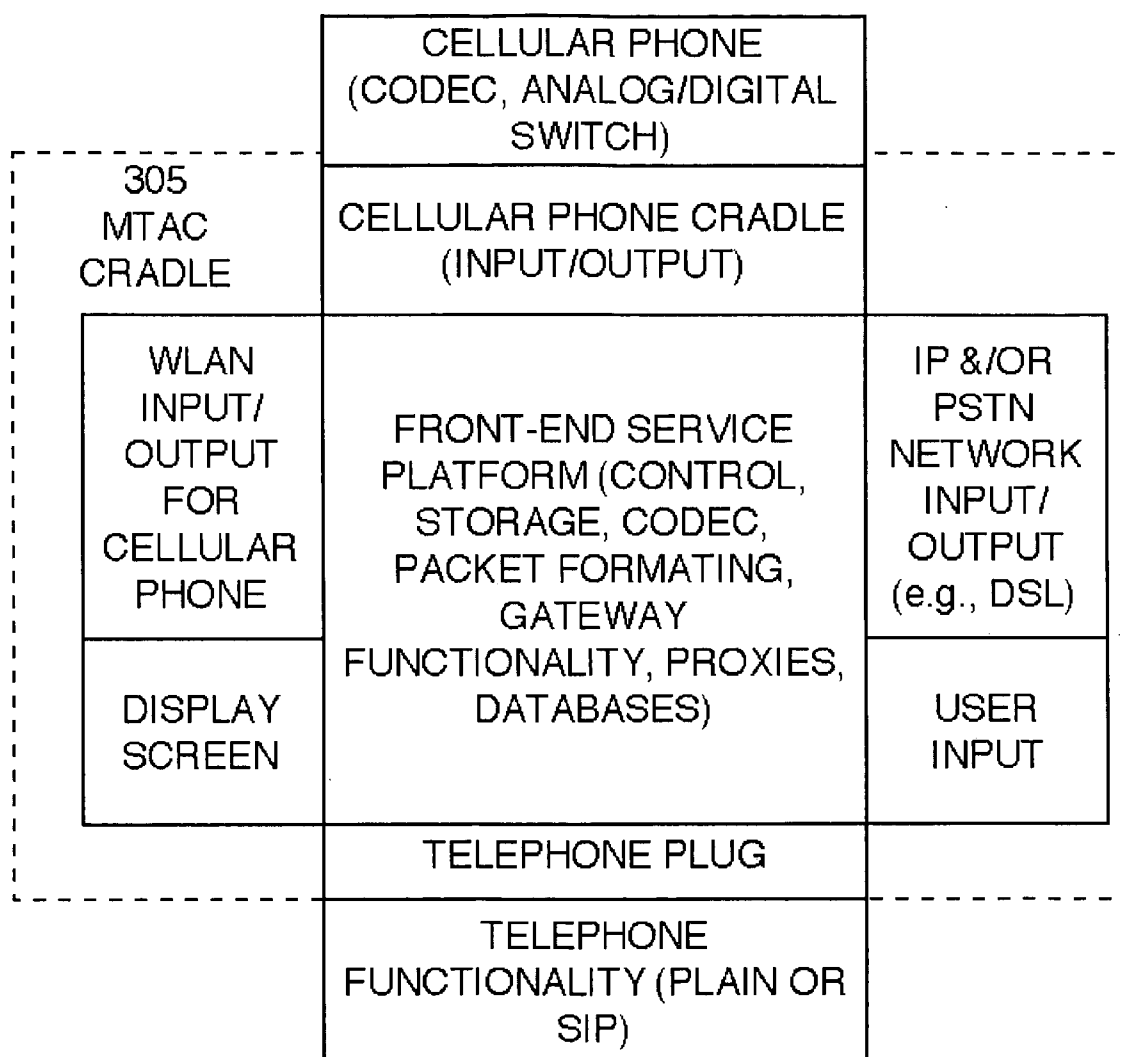 CELLULAR PHONE
(CODEC, ANALOG/DIGITAL
SWITCH)
305
MTAC
CRADLE
CELLULAR PHONE CRADLE
(INPUT/OUTPUT)
WLAN
INPUT/
OUTPUT
FOR
CELLULAR
PHONE
FRONT-END SERVICE
PLATFORM (CONTROL,
STORAGE, CODEC,
PACKET FORMATING,
GATEWAY
FUNCTIONALITY, PROXIES,
DATABASES)
IP &/OR
PSTN
NETWORK
INPUT/
OUTPUT
(e.g., DSL)
DISPLAY
SCREEN
USER
INPUT
TELEPHONE PLUG
TELEPHONE
FUNCTIONALITY (PLAIN OR
SIP)